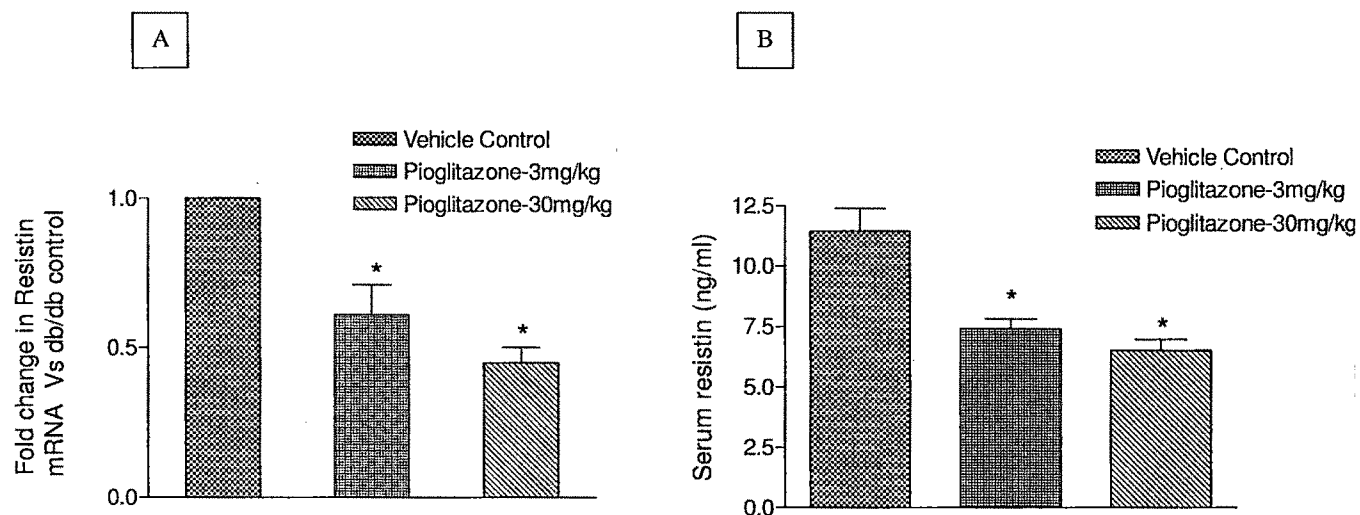 A
Vehicle Control
Pioglitazone-3mg/kg
Pioglitazone-30mg/kg
Fold change in Resistin
mRNA Vs db/db control
1.0
0.5
0.0
*
*
B
Vehicle Control
Pioglitazone-3mg/kg
Pioglitazone-30mg/kg
Serum resistin (ng/ml)
12.5
10.0
7.5
5.0
2.5
0.0
*
*